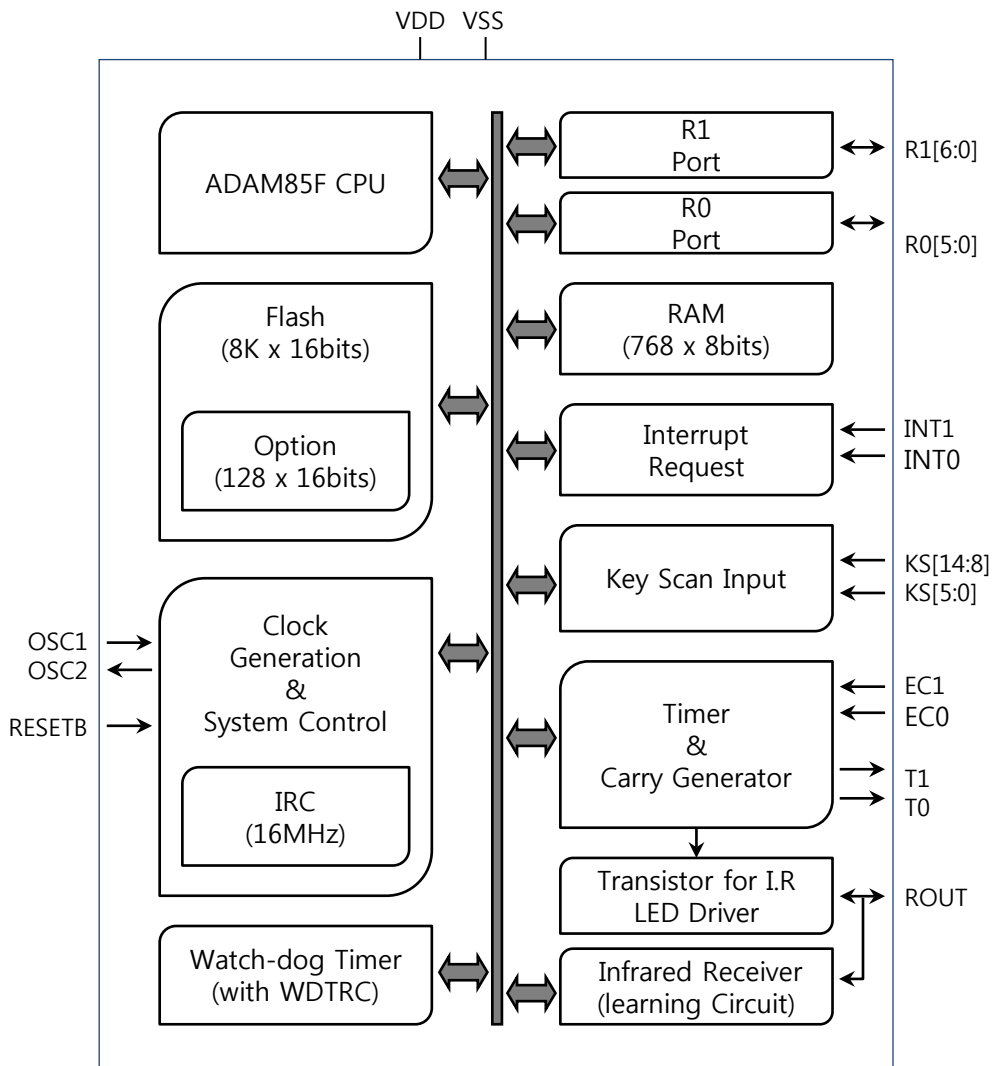 VDD VSS
ADAM85F CPU
R1
Port
R1[6:0]
R0
Port
R0[5:0]
Flash
(8K x 16bits)
Option
(128 x 16bits)
RAM
(768 x 8bits)
Interrupt
Request
INT1
INT0
Key Scan Input
KS[14:8]
KS[5:0]
OSC1
OSC2
RESETB
Clock
Generation
&
System Control
IRC
(16MHz)
Timer
&
Carry Generator
EC1
EC0
T1
T0
Transistor for I.R
LED Driver
ROUT
Watch-dog Timer
(with WDTRC)
Infrared Receiver
(learning Circuit)